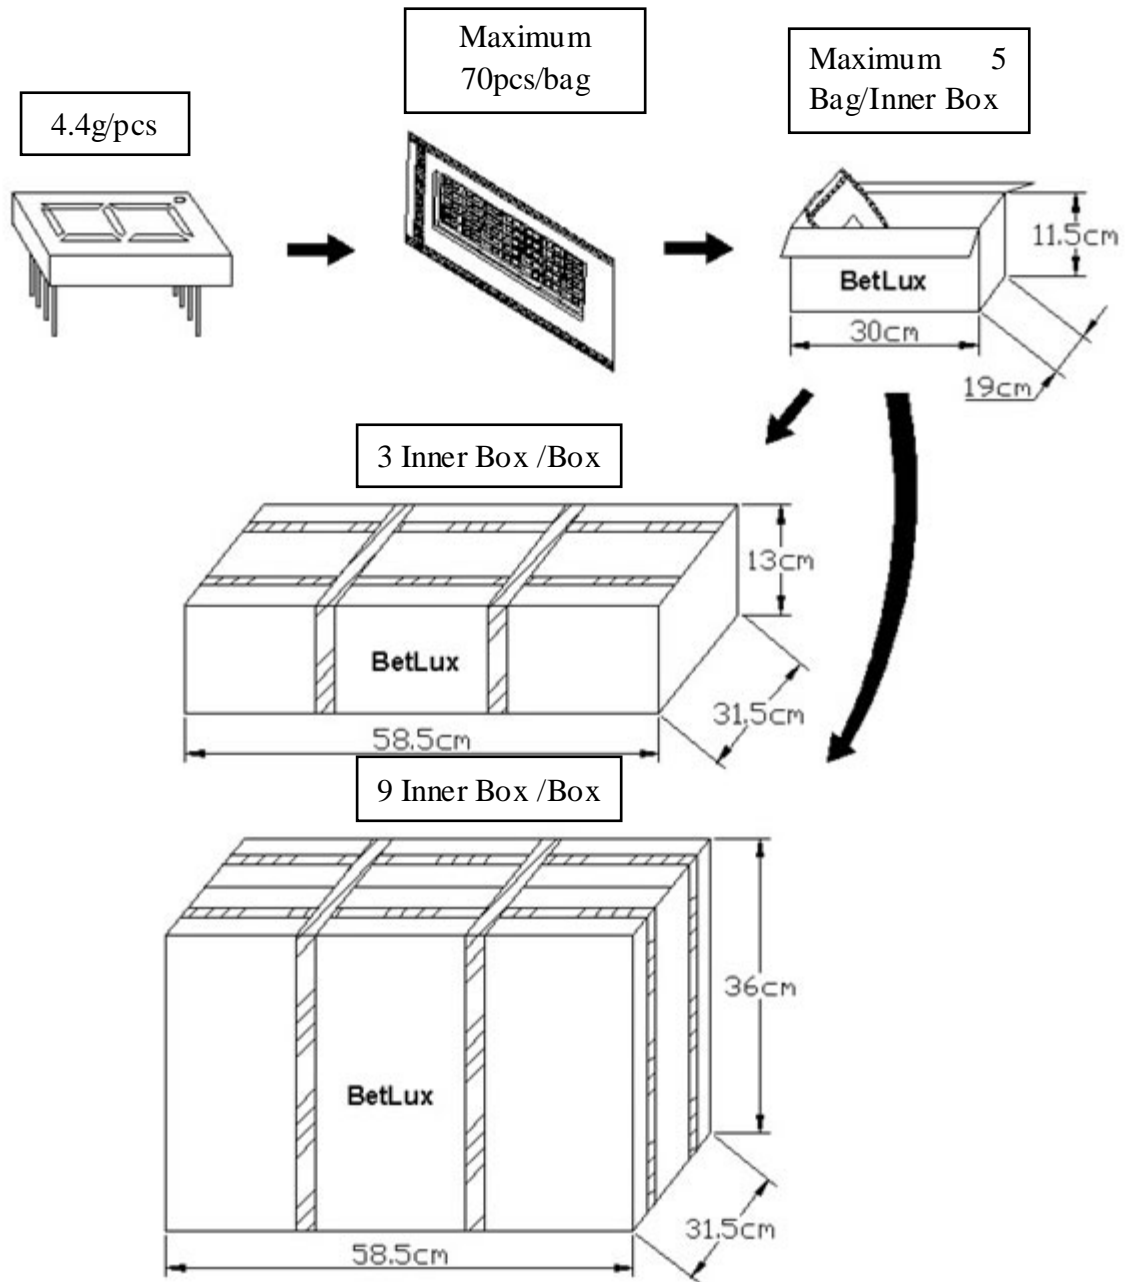 Maximum
70pcs/bag
Maximum 5
Bag/Inner Box
4.4g/pcs
11.5cm
BetLux
30cm
19cm
3 Inner Box /Box
13cm
BetLux
31.5cm
58.5cm
9 Inner Box /Box
36cm
BetLux
31.5cm
58.5cm